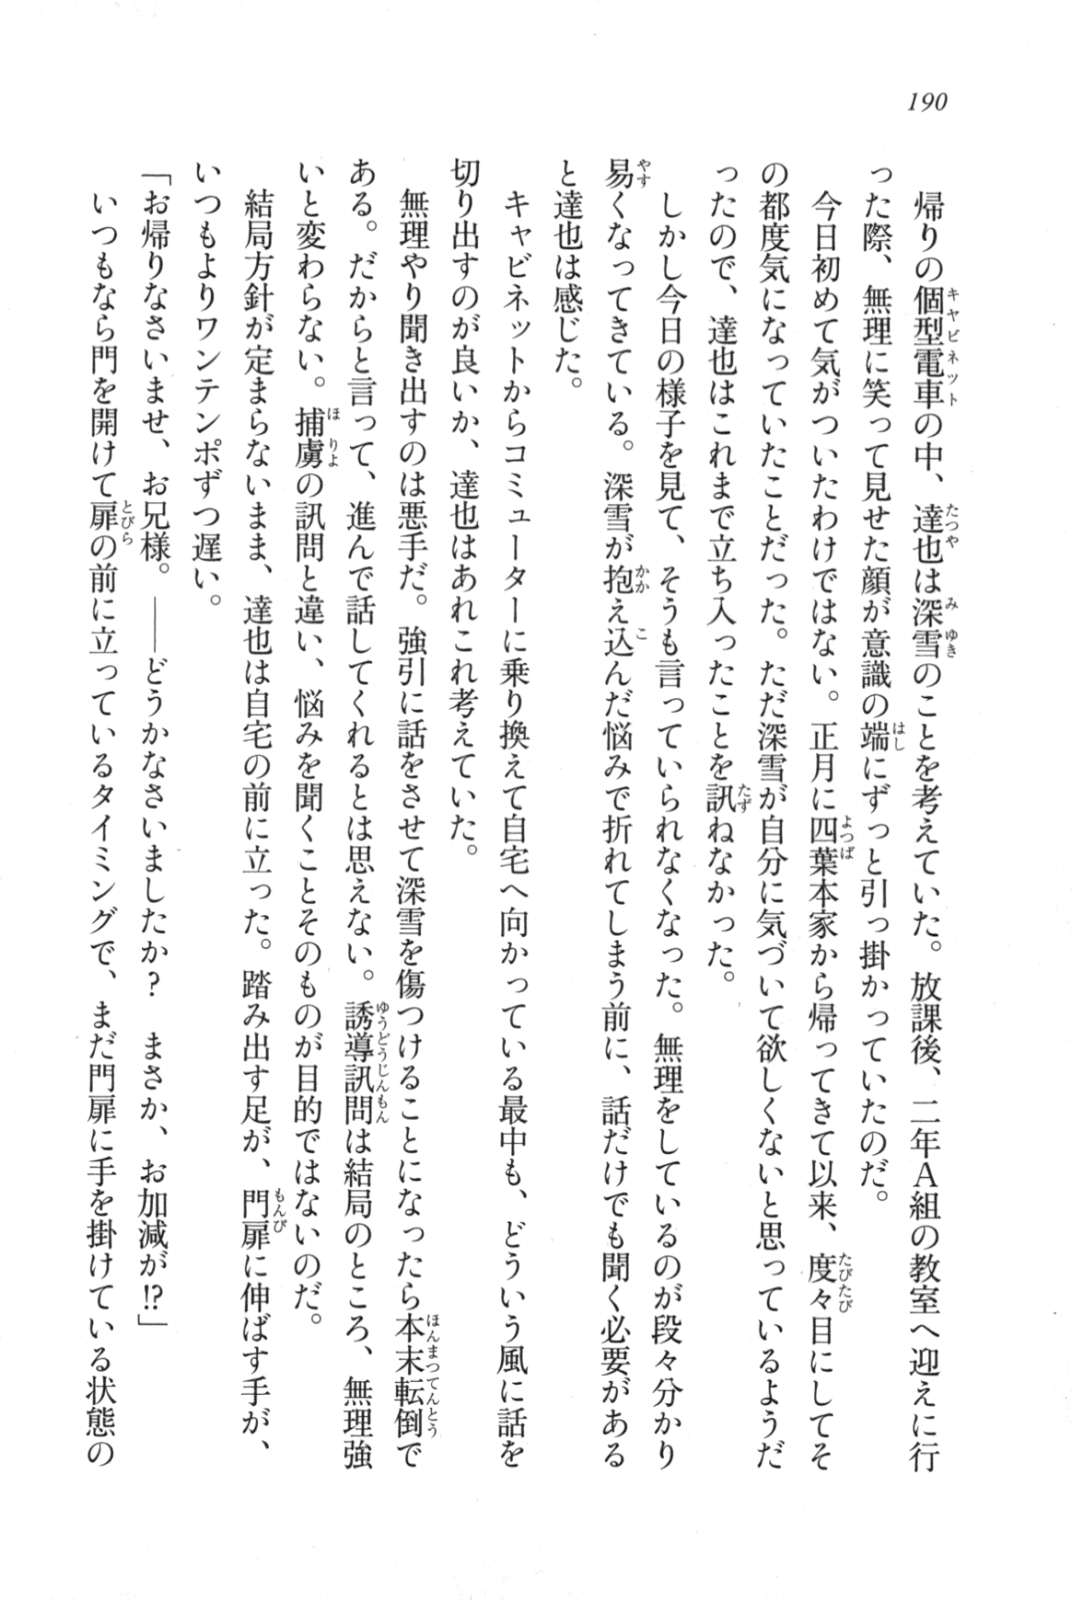 190
帰りの個型電車の中、達也は深雪のことを考えていた。放課後、二年A組の教室へ迎えに行
った際、無理に笑って見せた顔が意識の端にずっと引っ掛かっていたのだ。
今日初めて気がついたわけではない。正月に四葉本家から帰ってきて以来、度々目にしてそ
の都度気になっていたことだった。ただ深雪が自分に気づいて欲しくないと思っているようだ
ったので、達也はこれまで立ち入ったことを訊ねなかった。
しかし今日の様子を見て、そうも言っていられなくなった。無理をしているのが段々分かり
易くなってきている。深雪が抱え込んだ悩みで折れてしまう前に、話だけでも聞く必要がある
と達也は感じた。
キャビネットからコミューターに乗り換えて自宅へ向かっている最中も、どういう風に話を
切り出すのが良いか、達也はあれこれ考えていた。
無理やり聞き出すのは悪手だ。強引に話をさせて深雪を傷つけることになったら本末転倒で
ある。だからと言って、進んで話してくれるとは思えない。誘導訊問は結局のところ、無理強
いと変わらない。捕虜の訊問と違い、悩みを聞くことそのものが目的ではないのだ。
結局方針が定まらないまま、達也は自宅の前に立った。踏み出す足が、門扉に伸ばす手が、
いつもよりワンテンポずつ遅い。
「お帰りなさいませ、お兄様。――どうかなさいましたか？　まさか、お加減が!?」
いつもなら門を開けて扉の前に立っているタイミングで、まだ門扉に手を掛けている状態の